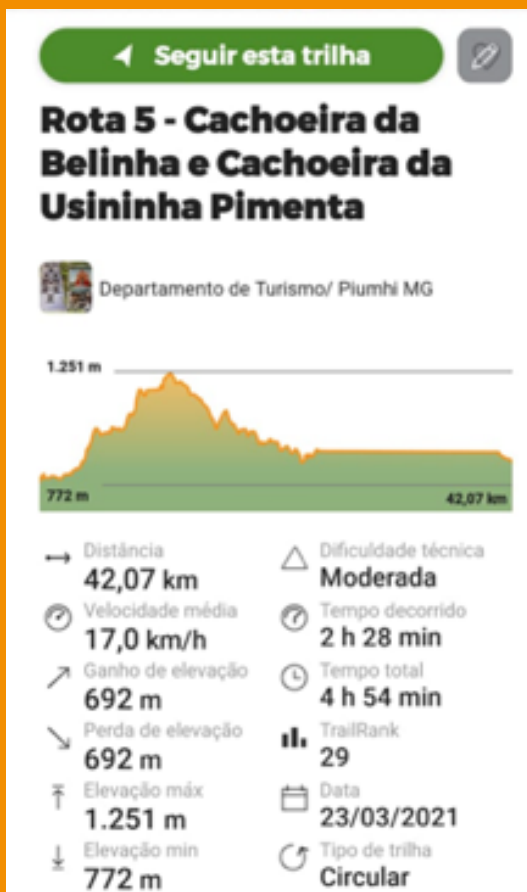 Seguir esta trilha
Rota 5 - Cachoeira da
Belinha e Cachoeira da
Usininha Pimenta
Departamento de Turismo/ Piumhi MG
1.251 m
772 m
42,07 km
Distância
42,07 km
Dificuldade técnica
Moderada
Velocidade média
17,0 km/h
Tempo decorrido
2 h 28 min
Ganho de elevação
692 m
Tempo total
4 h 54 min
Perda de elevação
692 m
TrailRank
29
Elevação máx
1.251 m
Data
23/03/2021
Elevação min
772 m
Tipo de trilha
Circular